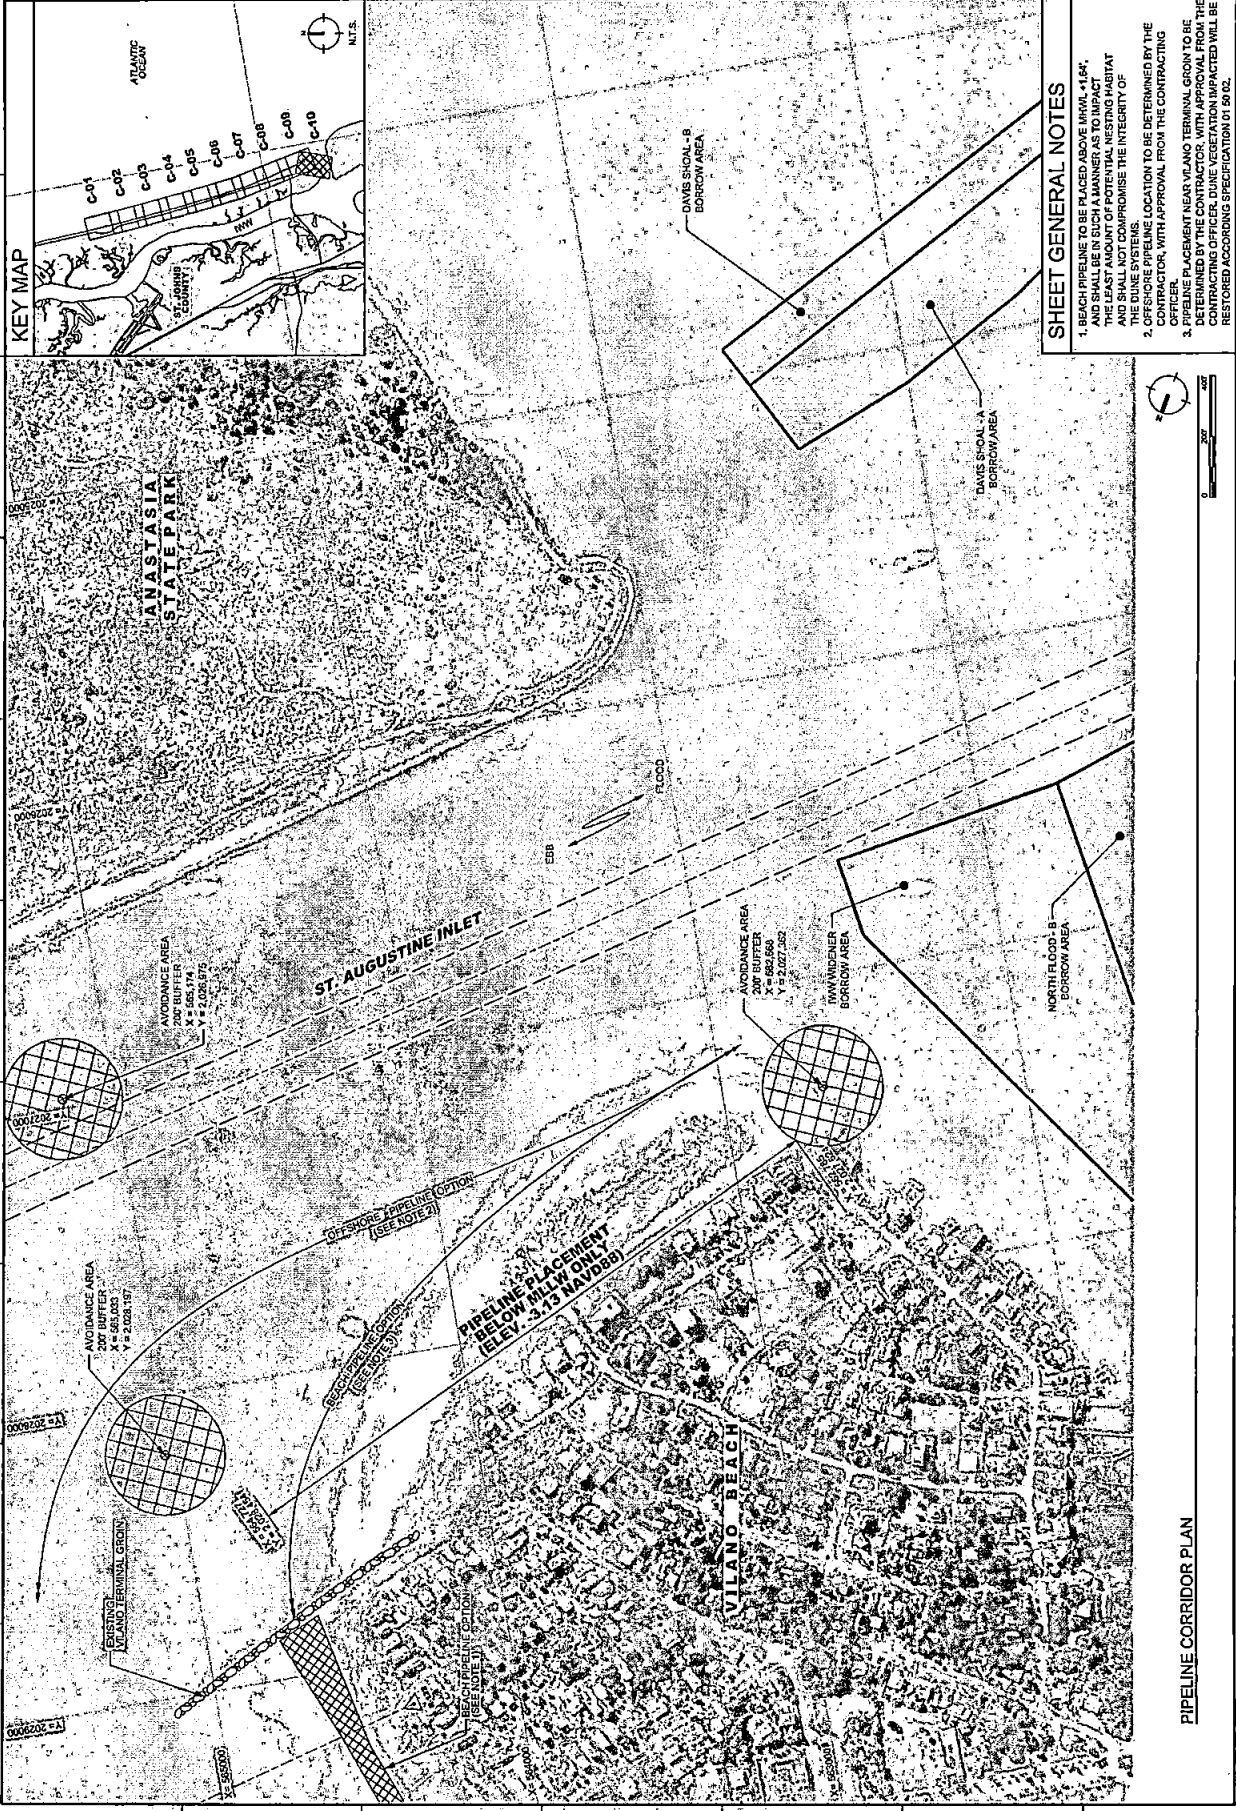 KEY MAP
ATLANTIC
OCEAN
N
N.T.S.
C-01
C-02
C-03
C-04
C-05
C-06
C-07
C-08
C-09
C-10
IWW
ST. JOHNS
COUNTY
ANASTASIA
STATE PARK
Y = 2026000
Y = 2027000
Y = 2028000
Y = 2029000
DAVIS SHOAL - B
BORROW AREA
DAVIS SHOAL - A
BORROW AREA
FLOOD
EBB
ST. AUGUSTINE INLET
AVOIDANCE AREA
200' BUFFER
X = 565,174
Y = 2,026,975
AVOIDANCE AREA
200' BUFFER
Y = 2,027,352
IWW WIDENER
BORROW AREA
NORTH FLOOD - B
BORROW AREA
AVOIDANCE AREA
200' BUFFER
X = 565,033
Y = 2,028,197
OFFSHORE PIPELINE OPTION
(SEE NOTE 2)
BEACH PIPELINE OPTION
(SEE NOTE 3)
PIPELINE PLACEMENT
BELOW MLLW ONLY
(ELEV. -3.13 NAVD88)
EXISTING
VILANO TERMINAL GROIN
BEACH PIPELINE OPTION
(SEE NOTE 1)
VILANO BEACH
SHEET GENERAL NOTES
1. BEACH PIPELINE TO BE PLACED ABOVE MHWL +1.64',
AND SHALL BE IN SUCH A MANNER AS TO IMPACT
THE LEAST AMOUNT OF POTENTIAL NESTING HABITAT
AND SHALL NOT COMPROMISE THE INTEGRITY OF
THE DUNE SYSTEMS.
2. OFFSHORE PIPELINE LOCATION TO BE DETERMINED BY THE
CONTRACTOR, WITH APPROVAL FROM THE CONTRACTING
OFFICER.
3. PIPELINE PLACEMENT NEAR VILANO TERMINAL GROIN TO BE
DETERMINED BY THE CONTRACTOR, WITH APPROVAL FROM THE
CONTRACTING OFFICER. DUNE VEGETATION IMPACTED WILL BE
RESTORED ACCORDING SPECIFICATION 01 50 02.
N
0 200' 400'
PIPELINE CORRIDOR PLAN